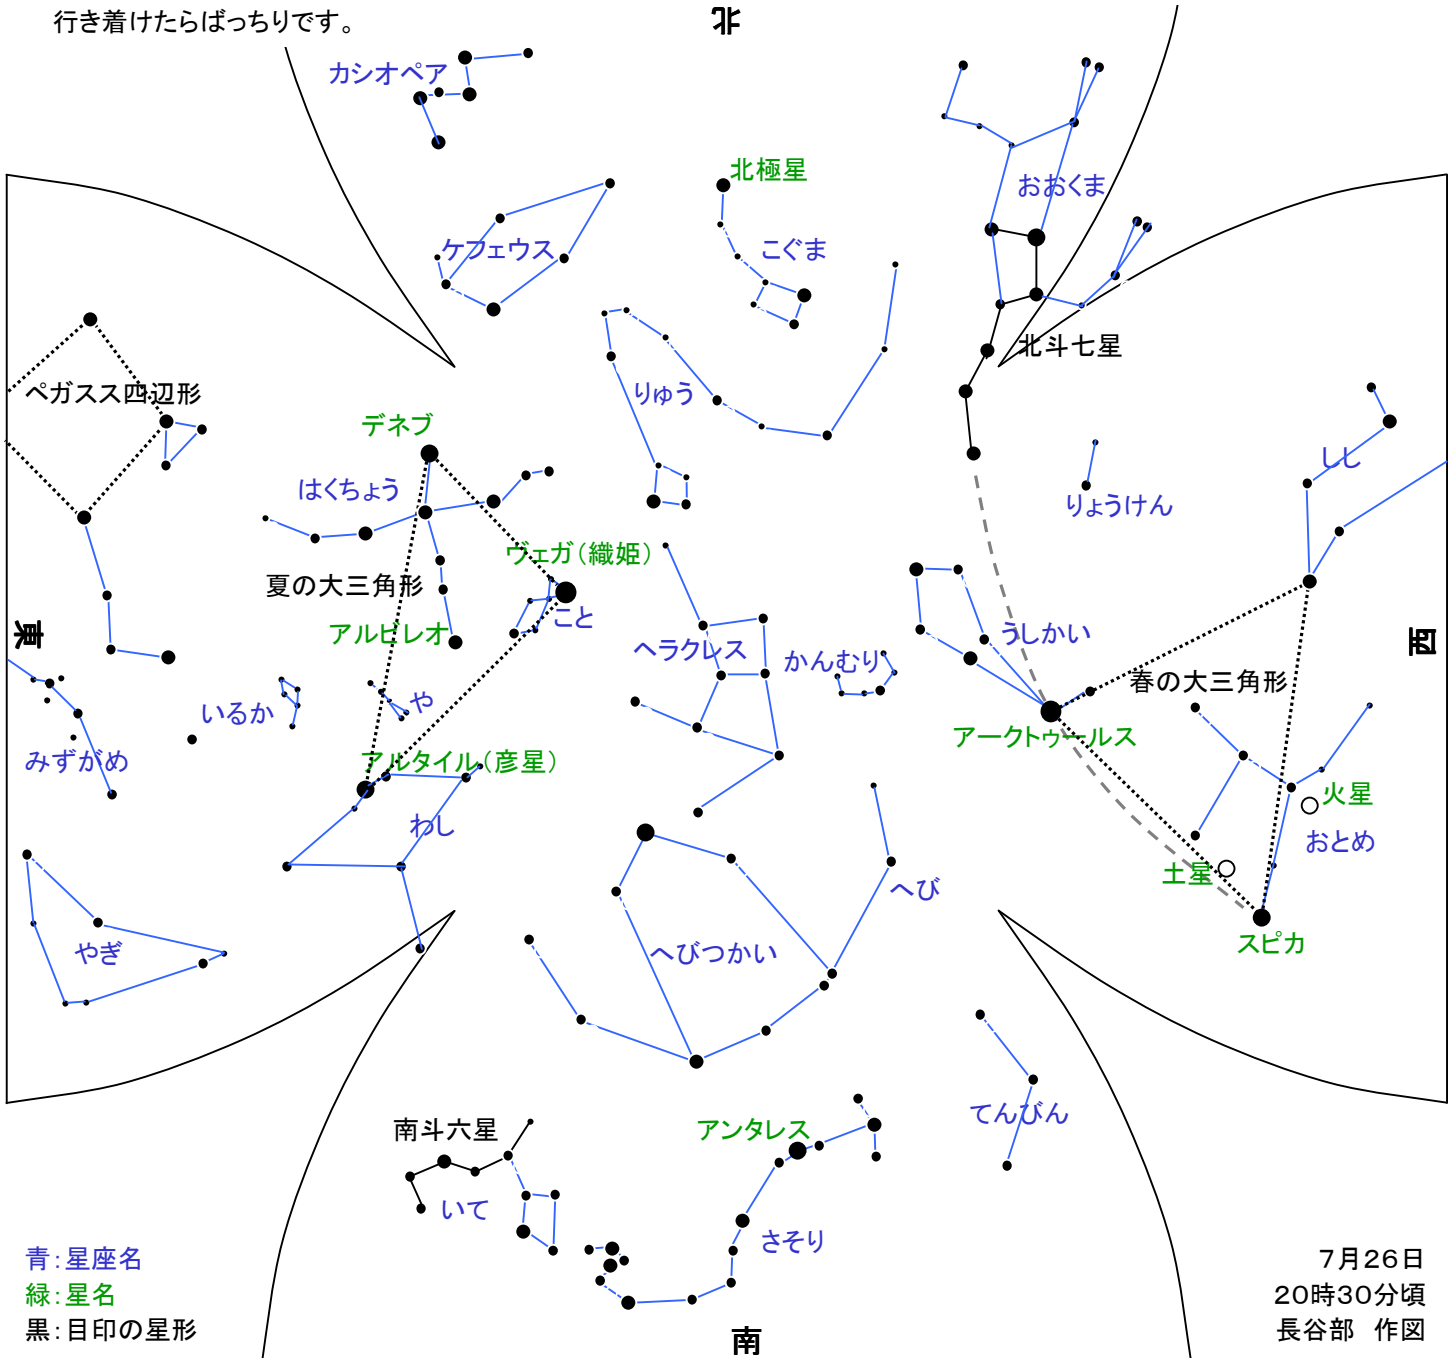 行き着けたらばっちりです。
北
カシオペア
北極星
おおくま
ケフェウス
こぐま
北斗七星
ペガスス四辺形
りゅう
デネブ
しし
はくちょう
りょうけん
ヴェガ（織姫）
夏の大三角形
こと
アルビレオ
東
西
ヘラクレス
かんむり
うしかい
春の大三角形
いるか
や
アークトゥールス
みずがめ
アルタイル（彦星）
火星
わし
おとめ
土星
へび
やぎ
へびつかい
スピカ
てんびん
南斗六星
アンタレス
いて
さそり
青：星座名
緑：星名
黒：目印の星形
7月26日
20時30分頃
長谷部　作図
南